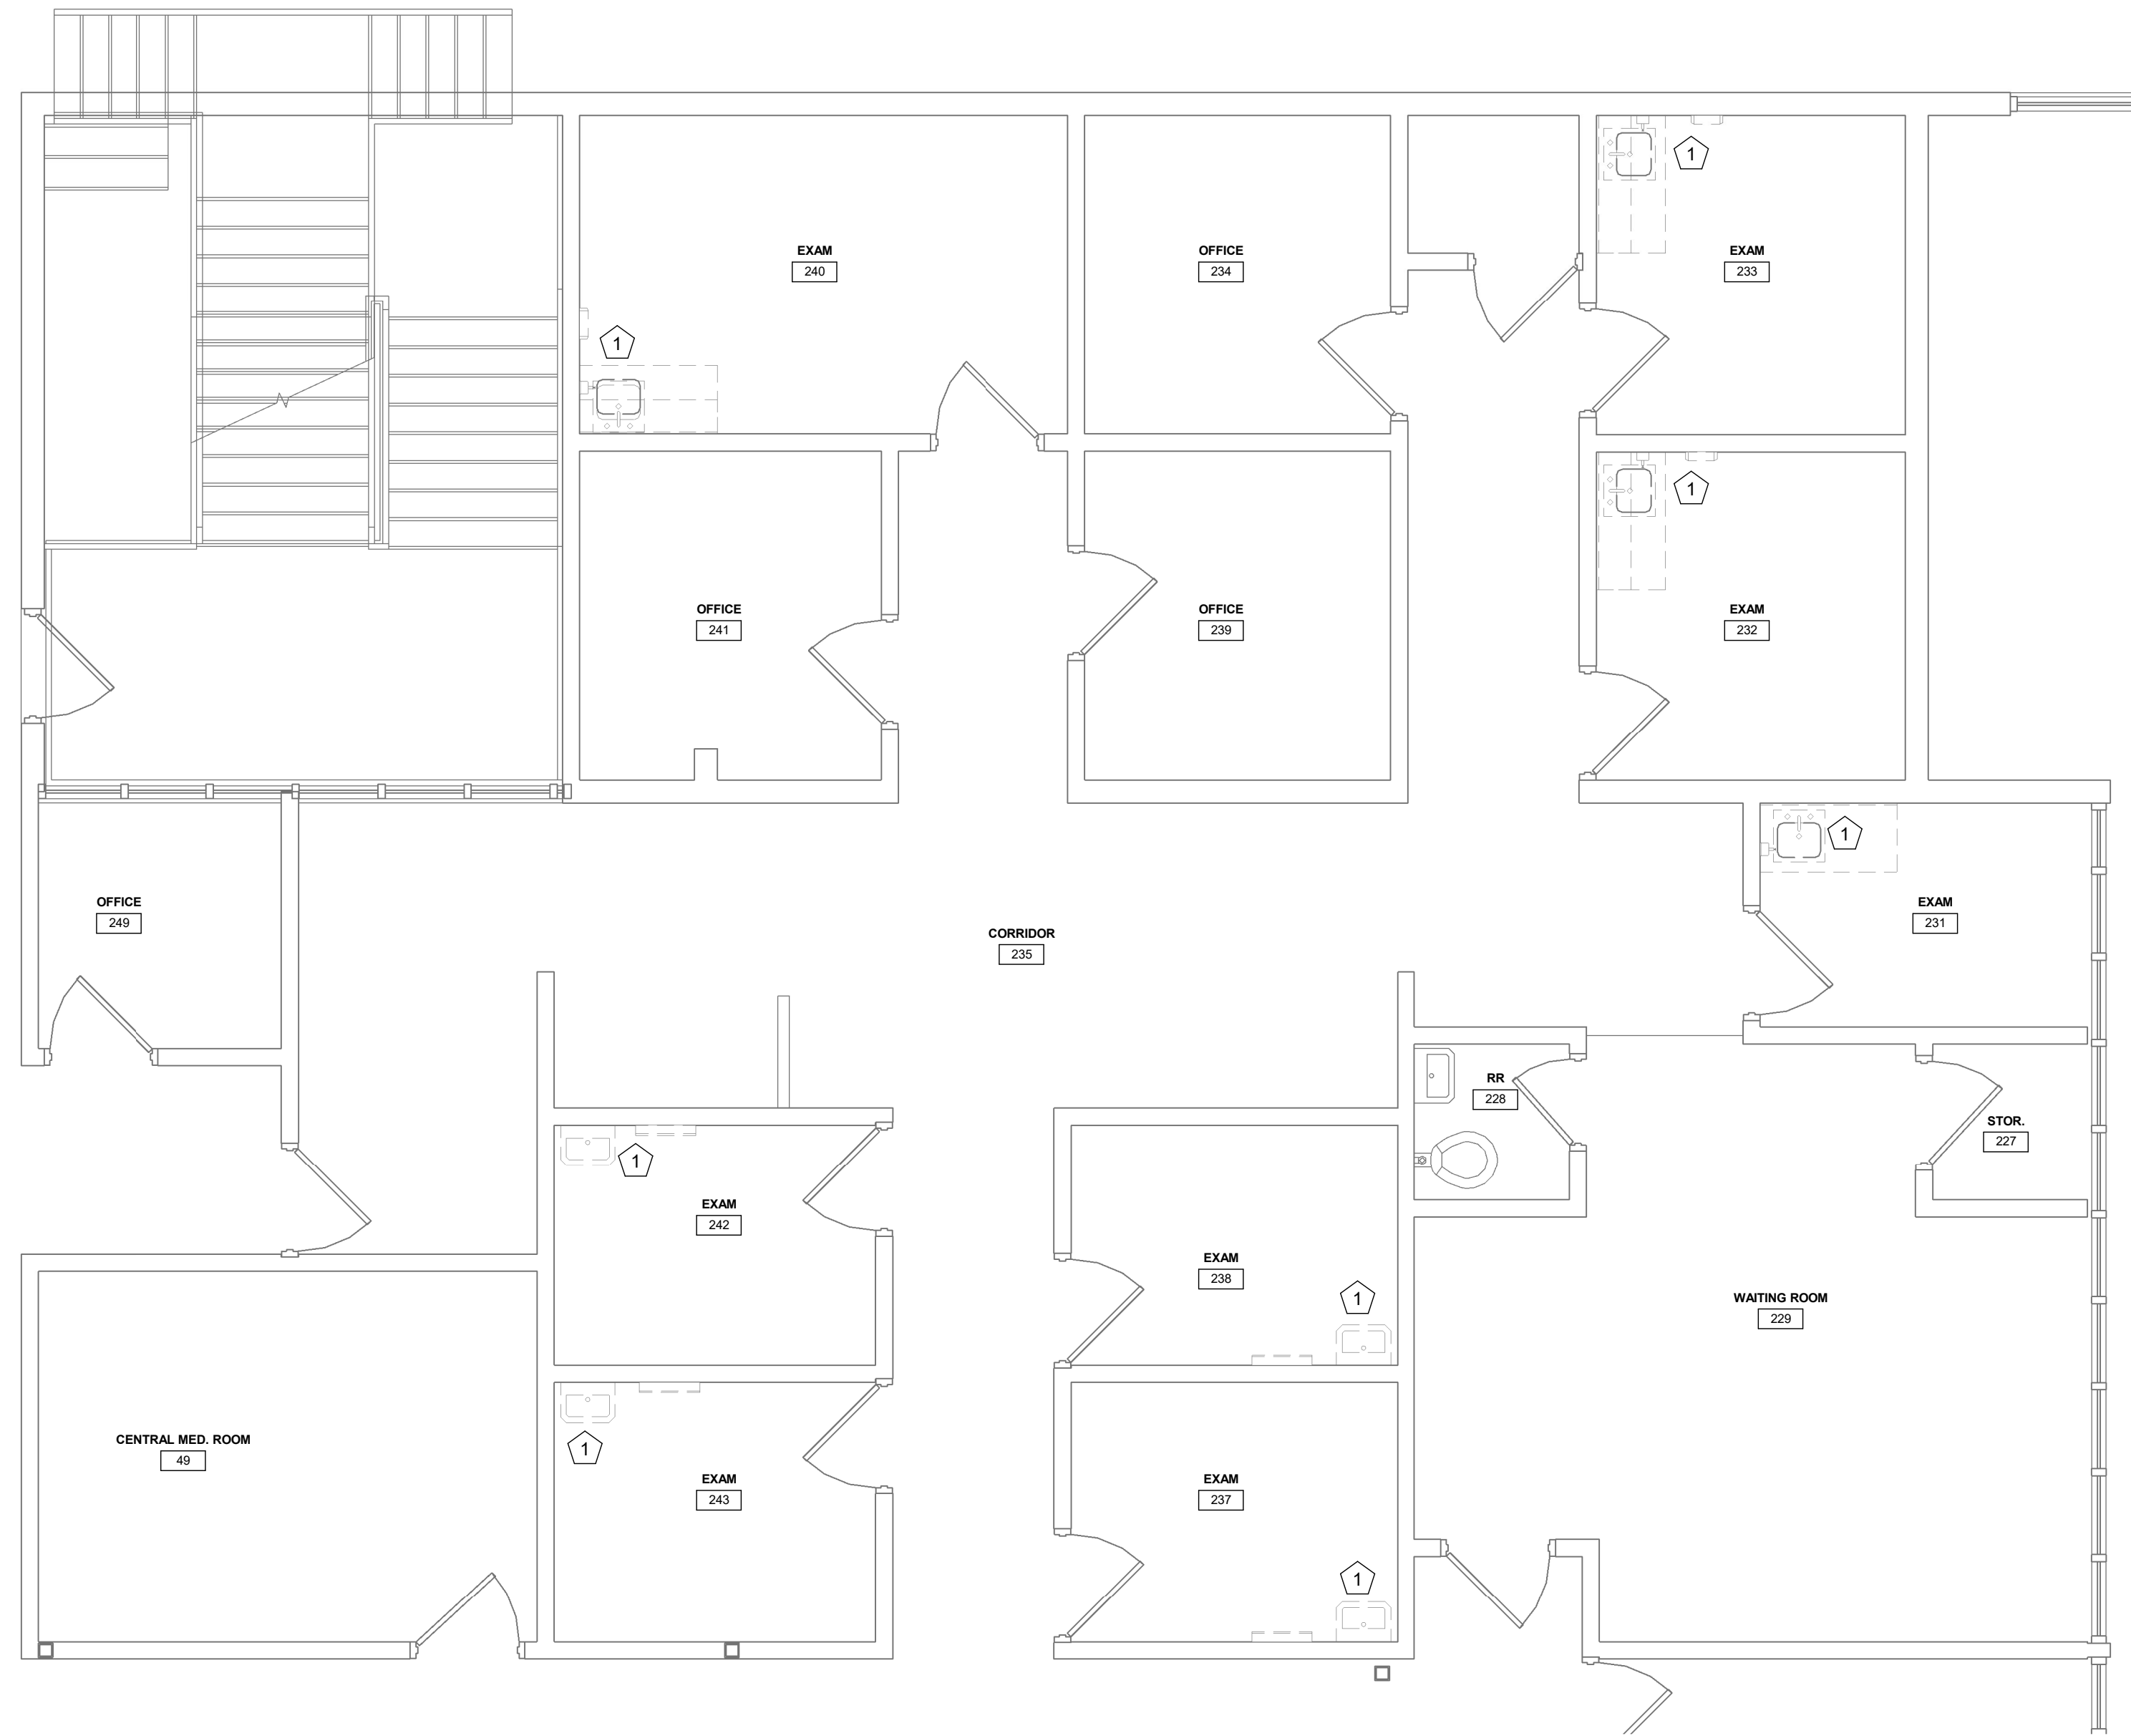 1
EXAM
240
OFFICE
234
EXAM
233
1
1
OFFICE
241
OFFICE
239
EXAM
232
1
OFFICE
249
CORRIDOR
235
EXAM
231
RR
228
STOR.
227
1
EXAM
242
EXAM
238
1
WAITING ROOM
229
CENTRAL MED. ROOM
49
1
EXAM
243
EXAM
237
1